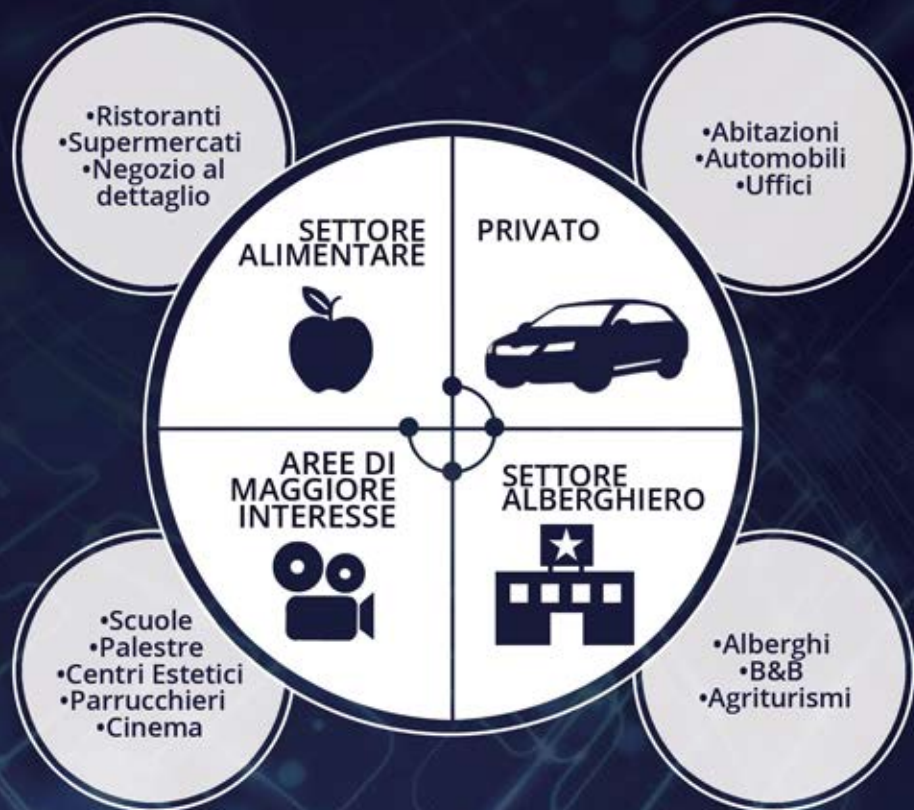 •Ristoranti
•Supermercati
•Negozio al
dettaglio
•Abitazioni
•Automobili
•Uffici
SETTORE
ALIMENTARE
PRIVATO
AREE DI
MAGGIORE
INTERESSE
SETTORE
ALBERGHIERO
•Scuole
•Palestre
•Centri Estetici
•Parrucchieri
•Cinema
•Alberghi
•B&B
•Agriturismi